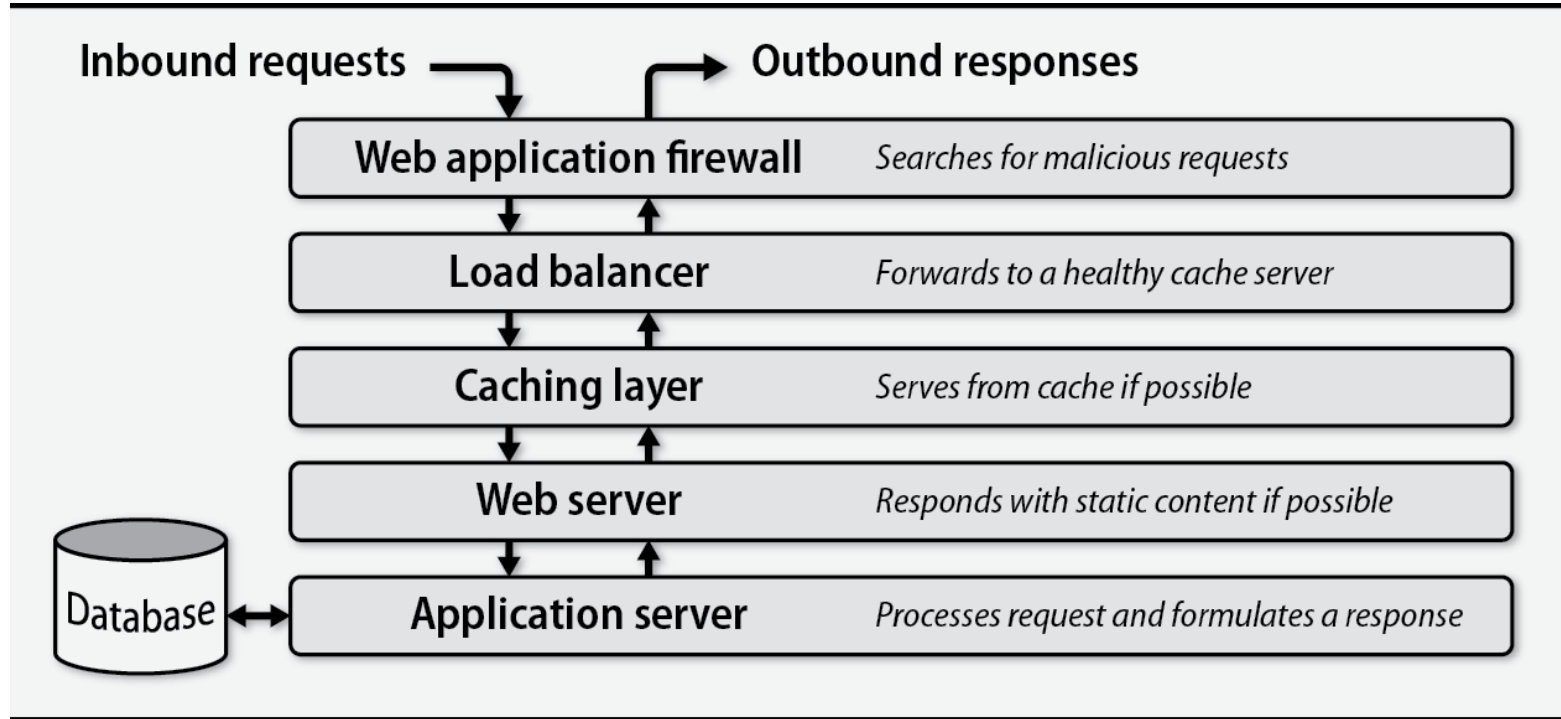 Inbound requests
Outbound responses
Web application firewall
Searches for malicious requests
Load balancer
Forwards to a healthy cache server
Caching layer
Serves from cache if possible
Web server
Responds with static content if possible
Database
Application server
Processes request and formulates a response